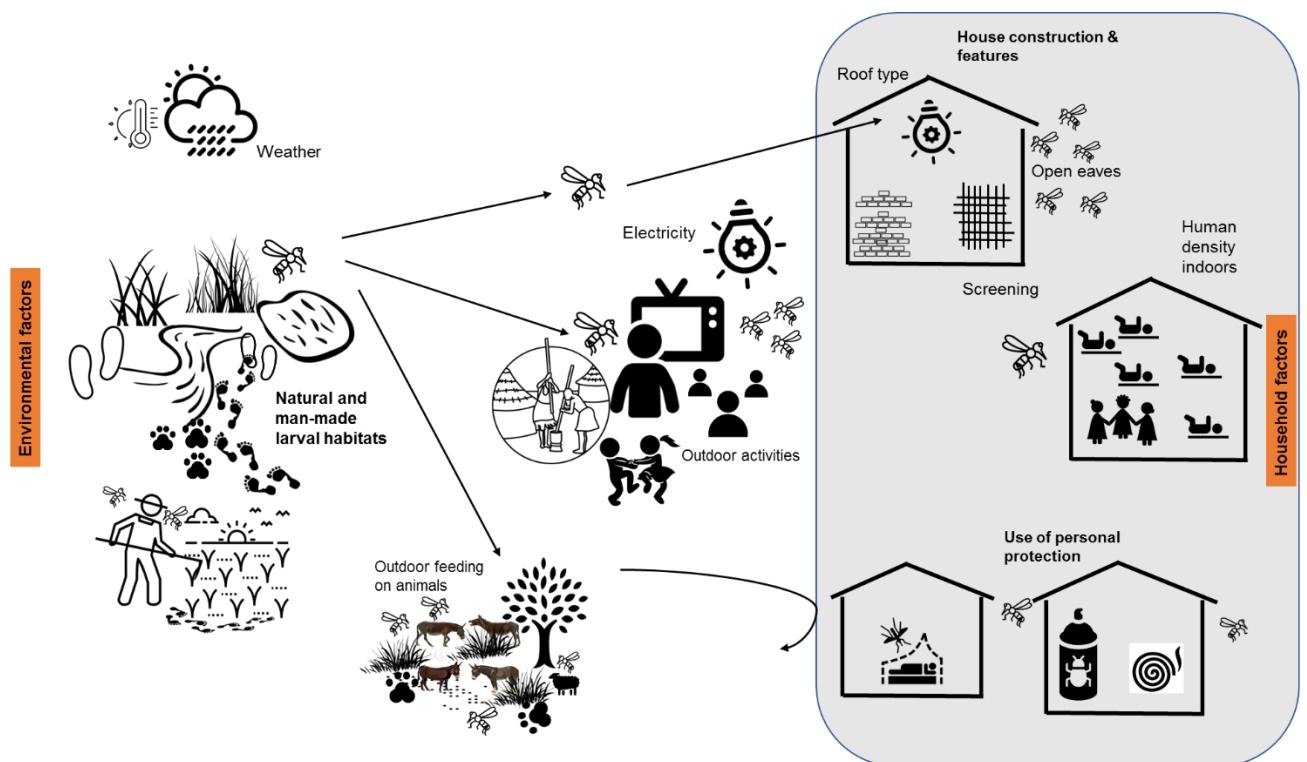 Environmental factors
Weather
Natural and
man-made
larval habitats
Electricity
Outdoor activities
Outdoor feeding
on animals
House construction &
features
Roof type
Open eaves
Human
density
indoors
Screening
Use of personal
protection
Household factors